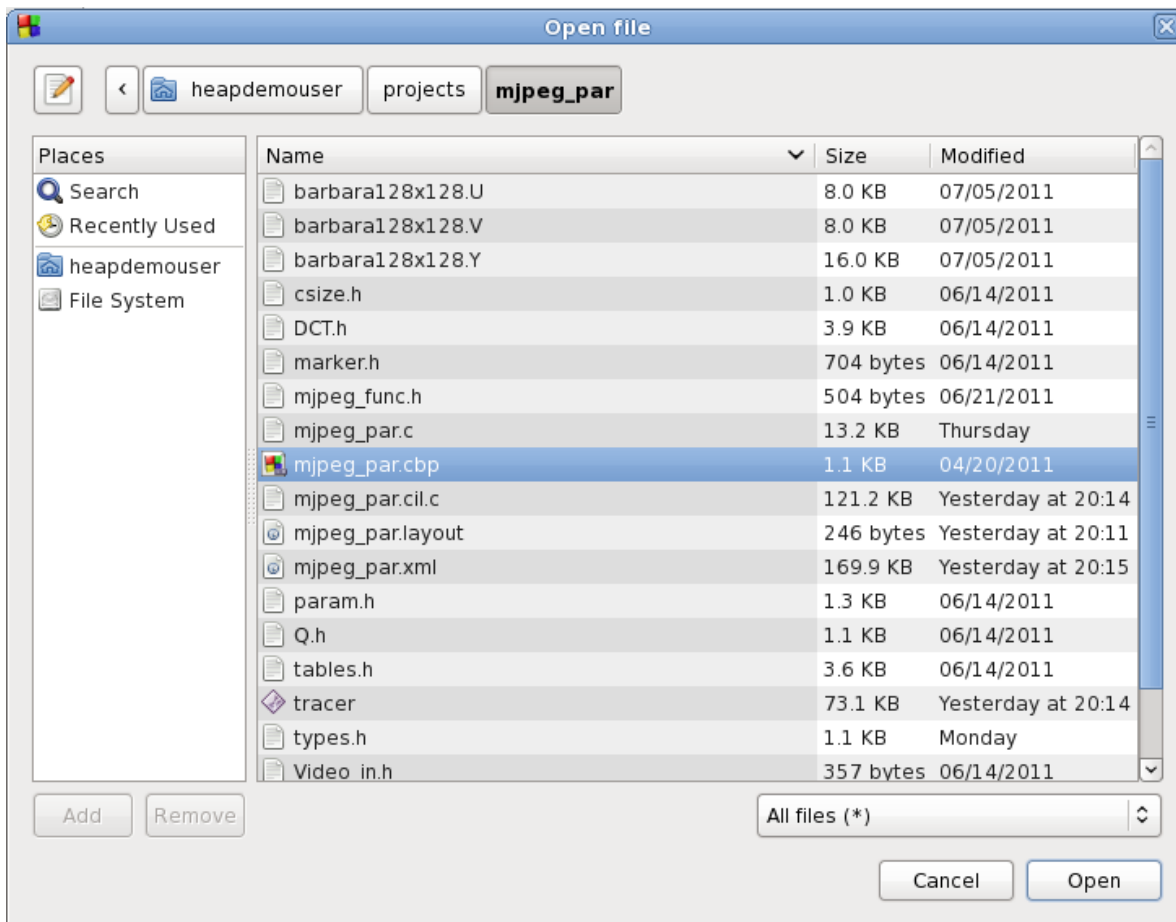 Open file
< heapdemouser projects mjpeg_par
Places Name Size Modified
Search barbara128x128.U 8.0 KB 07/05/2011
Recently Used barbara128x128.V 8.0 KB 07/05/2011
heapdemouser barbara128x128.Y 16.0 KB 07/05/2011
File System csize.h 1.0 KB 06/14/2011
DCT.h 3.9 KB 06/14/2011
marker.h 704 bytes 06/14/2011
mjpeg_func.h 504 bytes 06/21/2011
mjpeg_par.c 13.2 KB Thursday
mjpeg_par.cbp 1.1 KB 04/20/2011
mjpeg_par.cil.c 121.2 KB Yesterday at 20:14
mjpeg_par.layout 246 bytes Yesterday at 20:11
mjpeg_par.xml 169.9 KB Yesterday at 20:15
param.h 1.3 KB 06/14/2011
Q.h 1.1 KB 06/14/2011
tables.h 3.6 KB 06/14/2011
tracer 73.1 KB Yesterday at 20:14
types.h 1.1 KB Monday
Video_in.h 357 bytes 06/14/2011
Add Remove All files (*)
Cancel Open